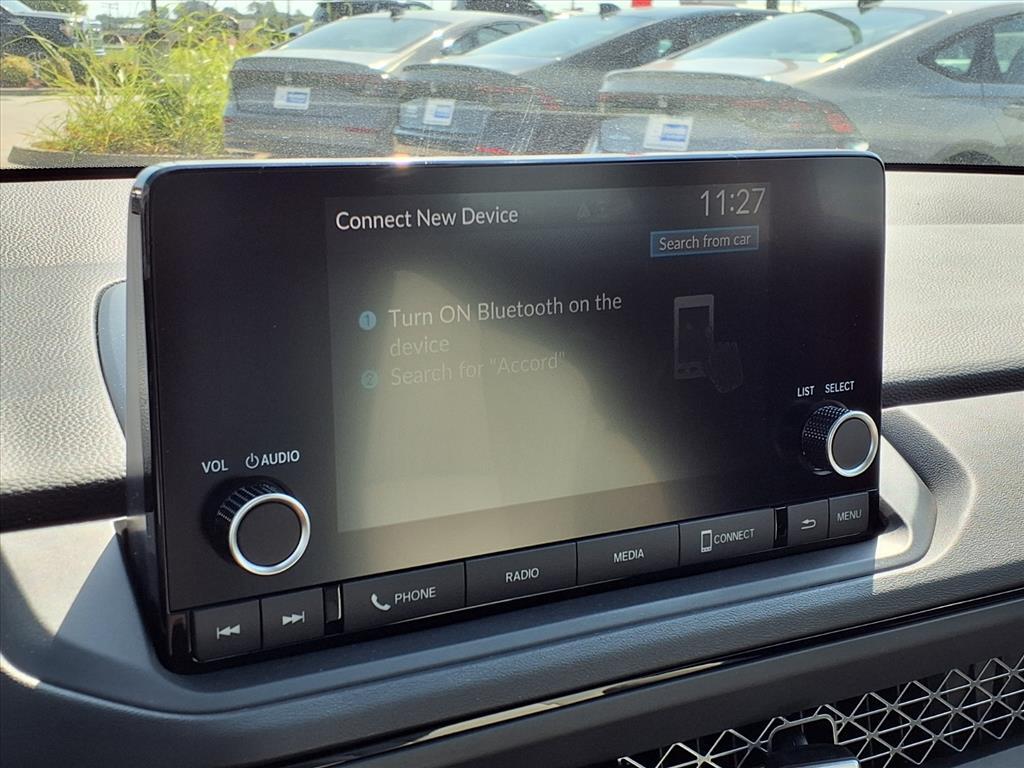 Connect New Device
11:27
Search from car
1 Turn ON Bluetooth on the
device
2 Search for "Accord"
LIST SELECT
VOL AUDIO
PHONE
RADIO
MEDIA
CONNECT
MENU